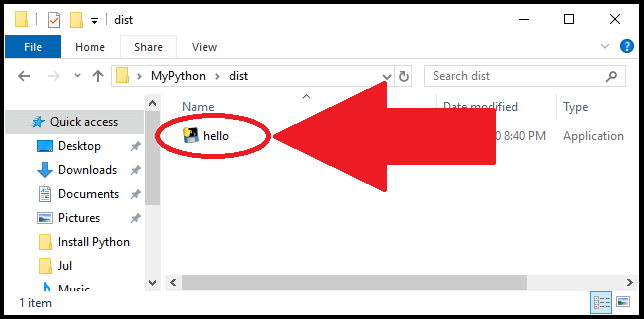 dist
File Home Share View
MyPython dist Search dist
Name Date modified Type
Quick access
hello 0 8:40 PM Application
Desktop
Downloads
Documents
Pictures
Install Python
Jul
Music
1 item